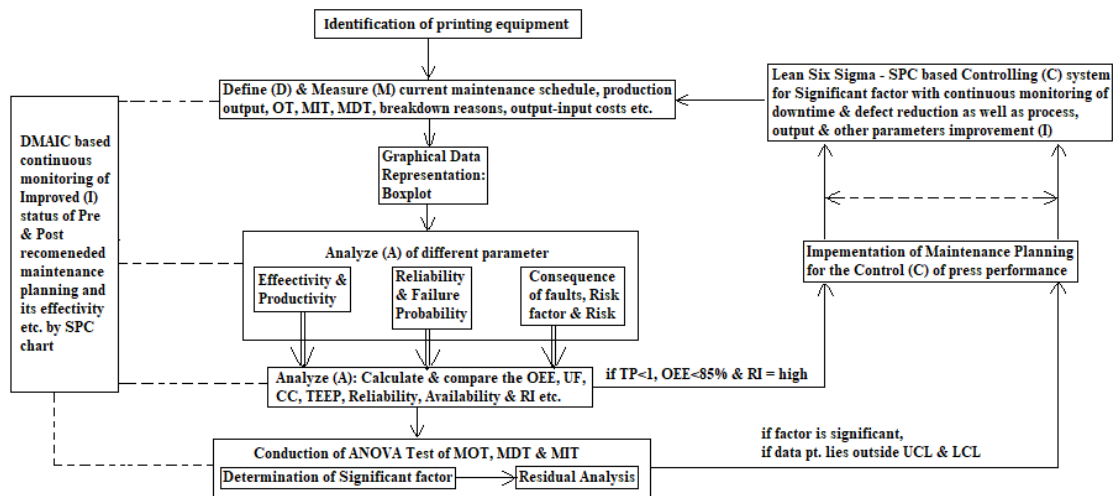 Identification of printing equipment
Define (D) & Measure (M) current maintenance schedule, production
output, OT, MIT, MDT, breakdown reasons, output-input costs etc.
Lean Six Sigma - SPC based Controlling (C) system
for Significant factor with continuous monitoring of
downtime & defect reduction as well as process,
output & other parameters improvement (I)
DMAIC based
continuous
monitoring of
Improved (I)
status of Pre
& Post
recomeneded
maintenance
planning and
its effectivity
etc. by SPC
chart
Graphical Data
Representation:
Boxplot
Analyze (A) of different parameter
Effeectivity &
Productivity
Reliability
& Failure
Probability
Consequence
of faults, Risk
factor & Risk
Impementation of Maintenance Planning
for the Control (C) of press performance
Analyze (A): Calculate & compare the OEE, UF,
CC, TEEP, Reliability, Availability & RI etc.
if TP<1, OEE<85% & RI = high
Conduction of ANOVA Test of MOT, MDT & MIT
Determination of Significant factor
Residual Analysis
if factor is significant,
if data pt. lies outside UCL & LCL